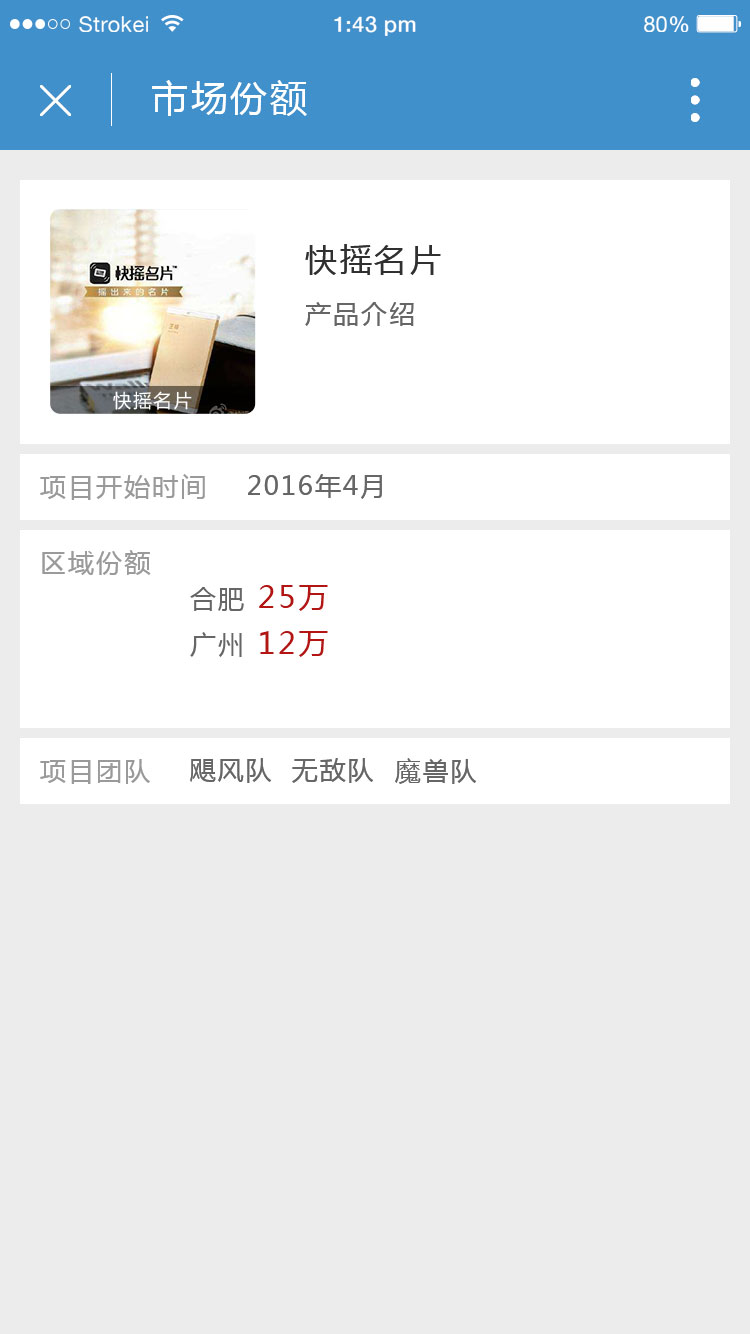 Strokei 1:43 pm 80%
市场份额
快摇名片™
摇出来的名片
快摇名片
快摇名片
产品介绍
项目开始时间 2016年4月
区域份额
合肥 25万
广州 12万
项目团队 飓风队 无敌队 魔兽队